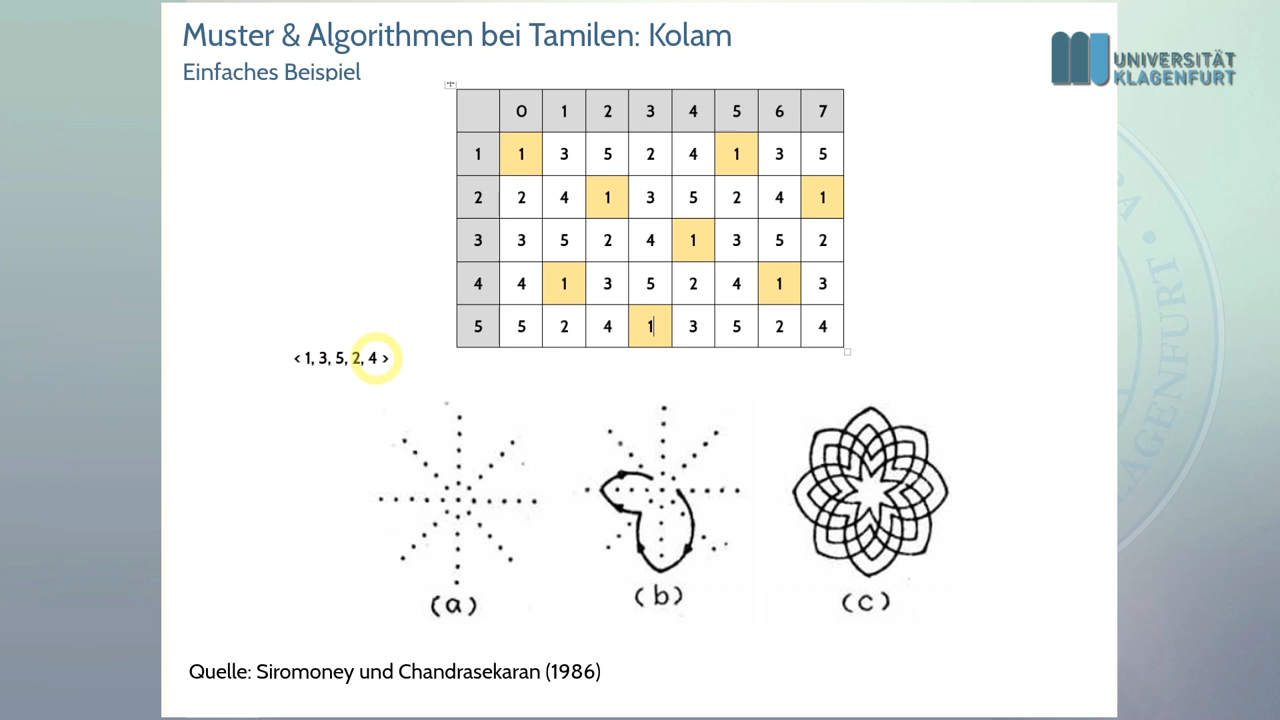 Muster & Algorithmen bei Tamilen: Kolam
Einfaches Beispiel
UNIVERSITÄT
KLAGENFURT
0 1 2 3 4 5 6 7
1 1 3 5 2 4 1 3 5
2 2 4 1 3 5 2 4 1
3 3 5 2 4 1 3 5 2
4 4 1 3 5 2 4 1 3
5 5 2 4 1 3 5 2 4
< 1, 3, 5, 2, 4 >
(a) (b) (c)
Quelle: Siromoney und Chandrasekaran (1986)
AGENFURT